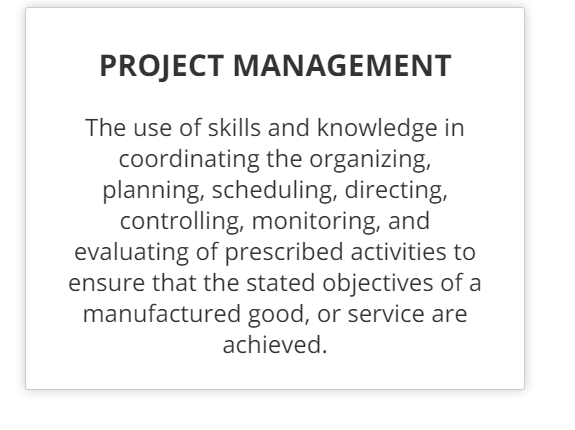 PROJECT MANAGEMENT
The use of skills and knowledge in
coordinating the organizing,
planning, scheduling, directing,
controlling, monitoring, and
evaluating of prescribed activities to
ensure that the stated objectives of a
manufactured good, or service are
achieved.